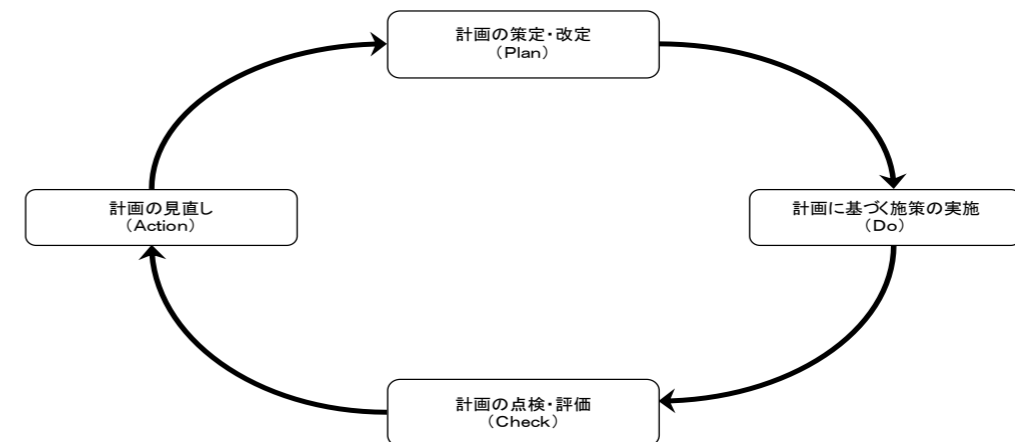 計画の策定・改定
（Plan）
計画に基づく施策の実施
（Do）
計画の点検・評価
（Check）
計画の見直し
（Action）